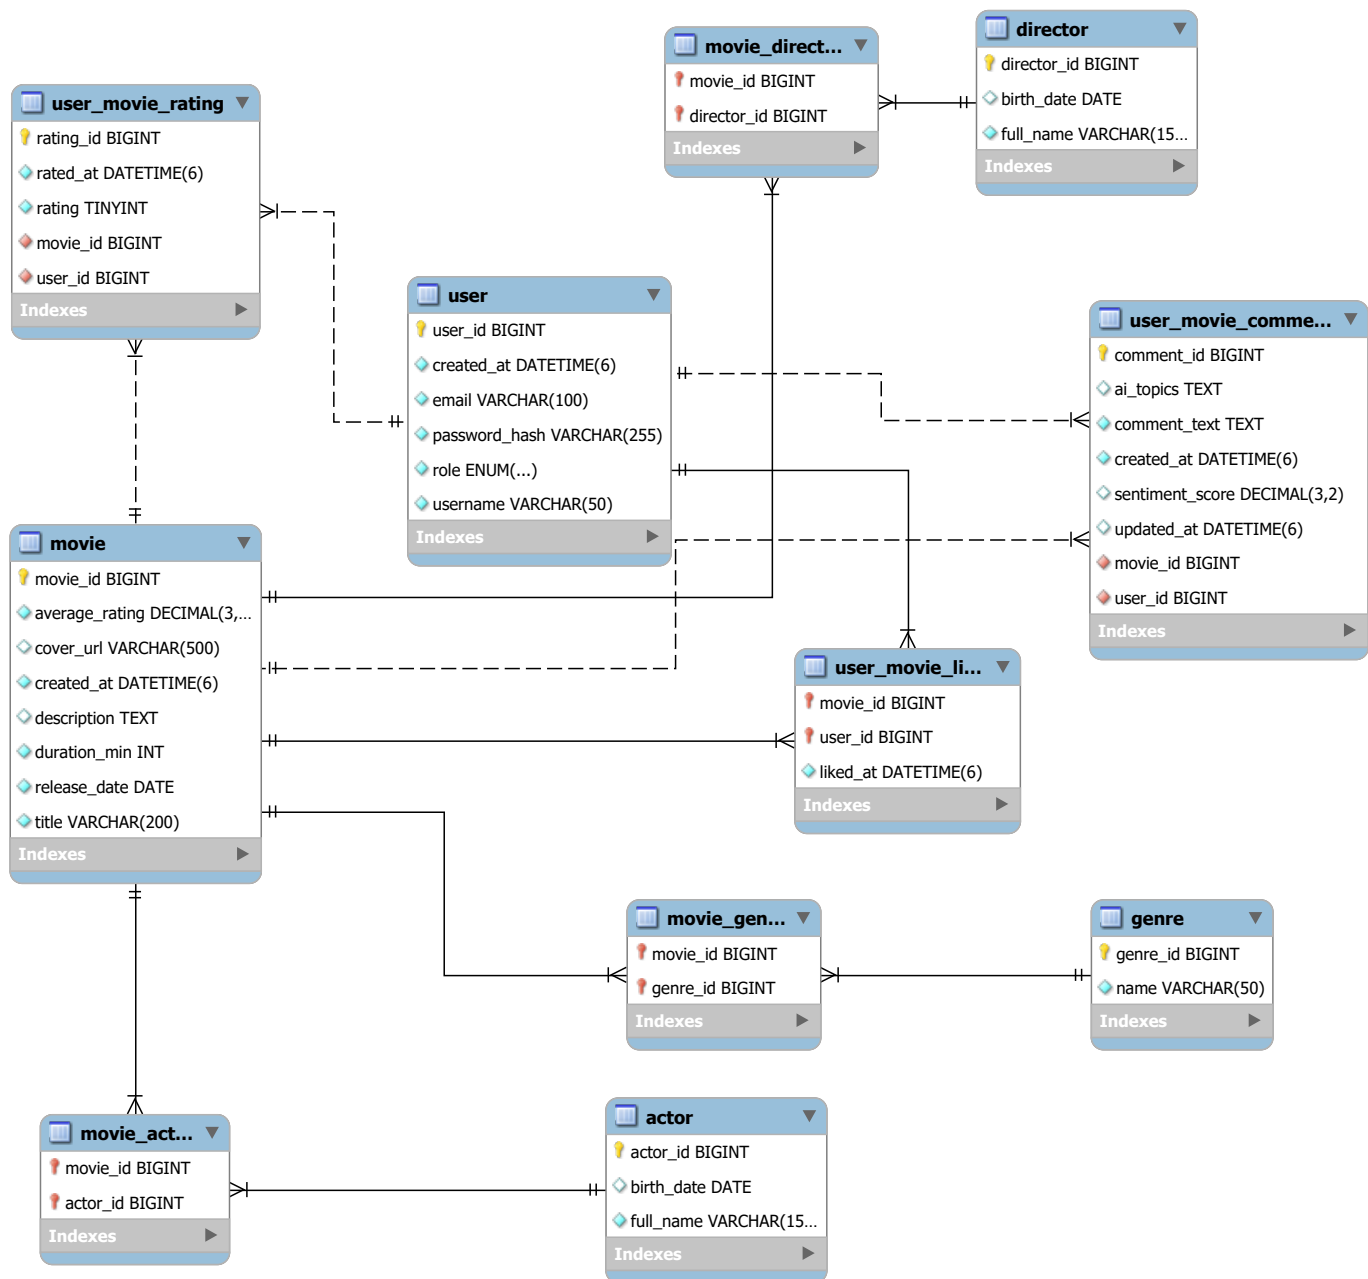 movie_direct...
movie_id BIGINT
director_id BIGINT
Indexes
director
director_id BIGINT
birth_date DATE
full_name VARCHAR(15...
Indexes
user_movie_rating
rating_id BIGINT
rated_at DATETIME(6)
rating TINYINT
movie_id BIGINT
user_id BIGINT
Indexes
user
user_id BIGINT
created_at DATETIME(6)
email VARCHAR(100)
password_hash VARCHAR(255)
role ENUM(...)
username VARCHAR(50)
Indexes
user_movie_comme...
comment_id BIGINT
ai_topics TEXT
comment_text TEXT
created_at DATETIME(6)
sentiment_score DECIMAL(3,2)
updated_at DATETIME(6)
movie_id BIGINT
user_id BIGINT
Indexes
movie
movie_id BIGINT
average_rating DECIMAL(3,...
cover_url VARCHAR(500)
created_at DATETIME(6)
description TEXT
duration_min INT
release_date DATE
title VARCHAR(200)
Indexes
user_movie_li...
movie_id BIGINT
user_id BIGINT
liked_at DATETIME(6)
Indexes
movie_gen...
movie_id BIGINT
genre_id BIGINT
Indexes
genre
genre_id BIGINT
name VARCHAR(50)
Indexes
movie_act...
movie_id BIGINT
actor_id BIGINT
Indexes
actor
actor_id BIGINT
birth_date DATE
full_name VARCHAR(15...
Indexes